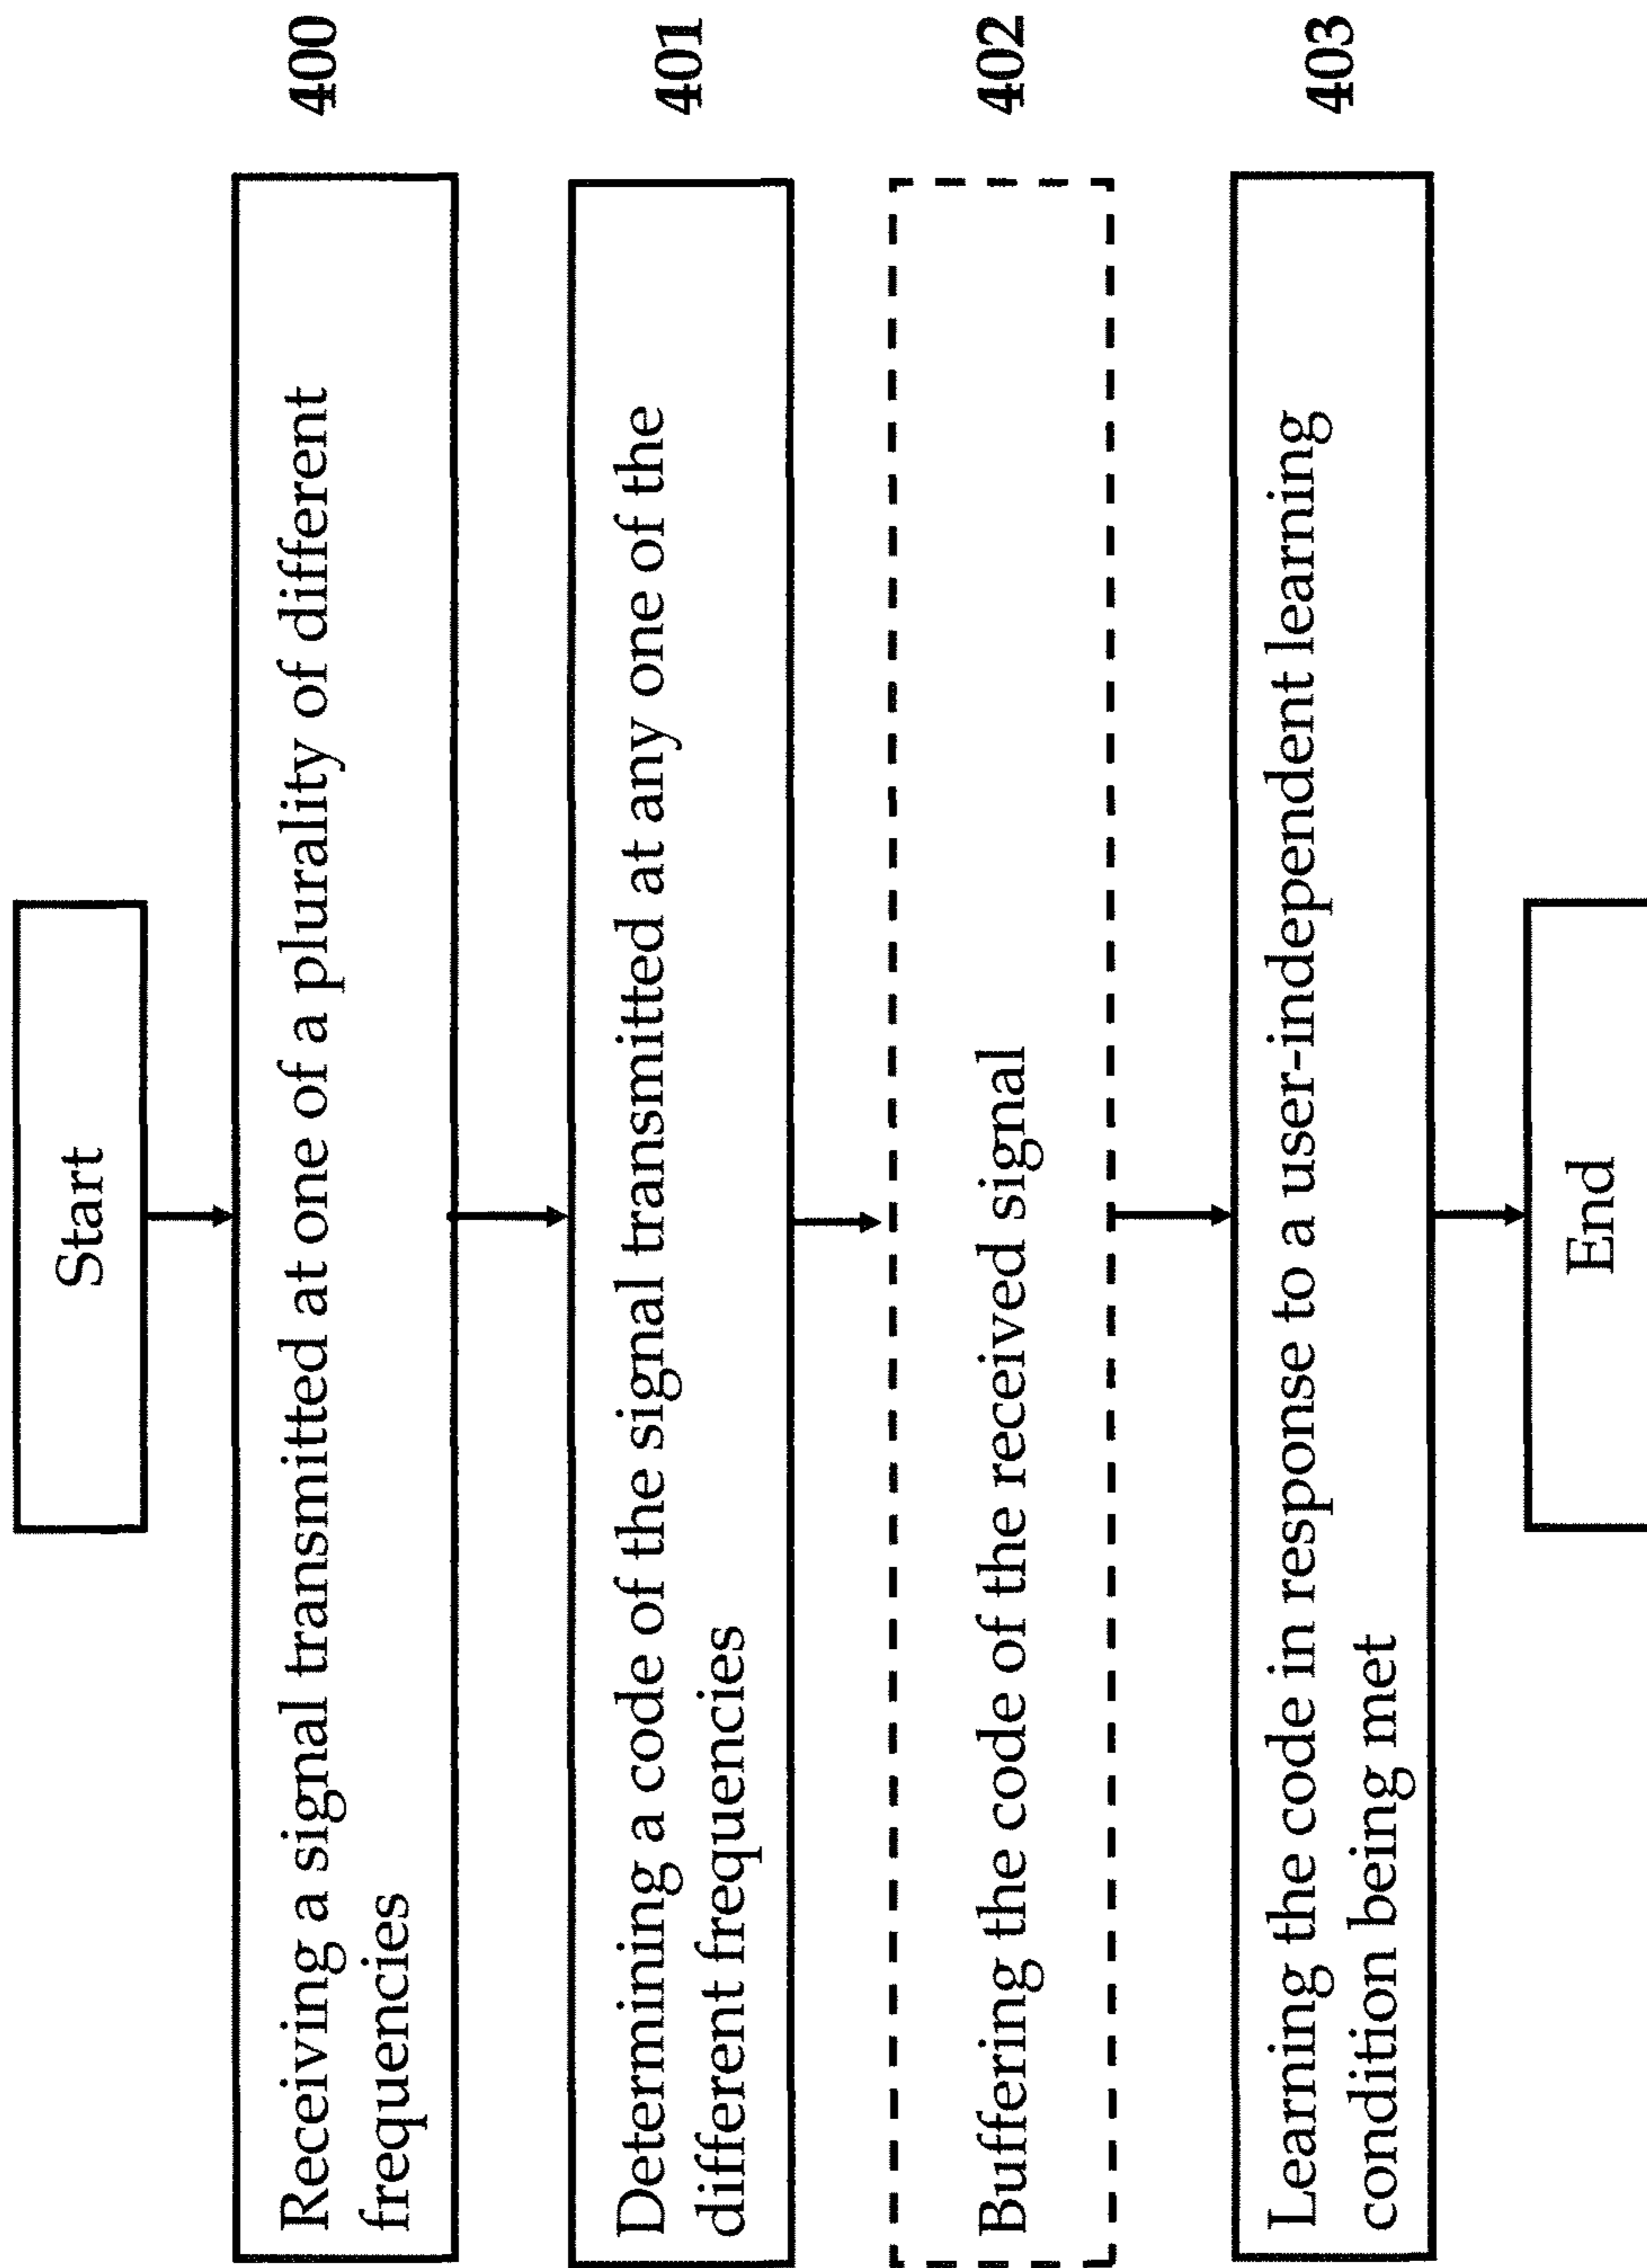 Start
Receiving a signal transmitted at one of a plurality of different
frequencies
400
Determining a code of the signal transmitted at any one of the
different frequencies
401
Buffering the code of the received signal
402
Learning the code in response to a user-independent learning
condition being met
403
End